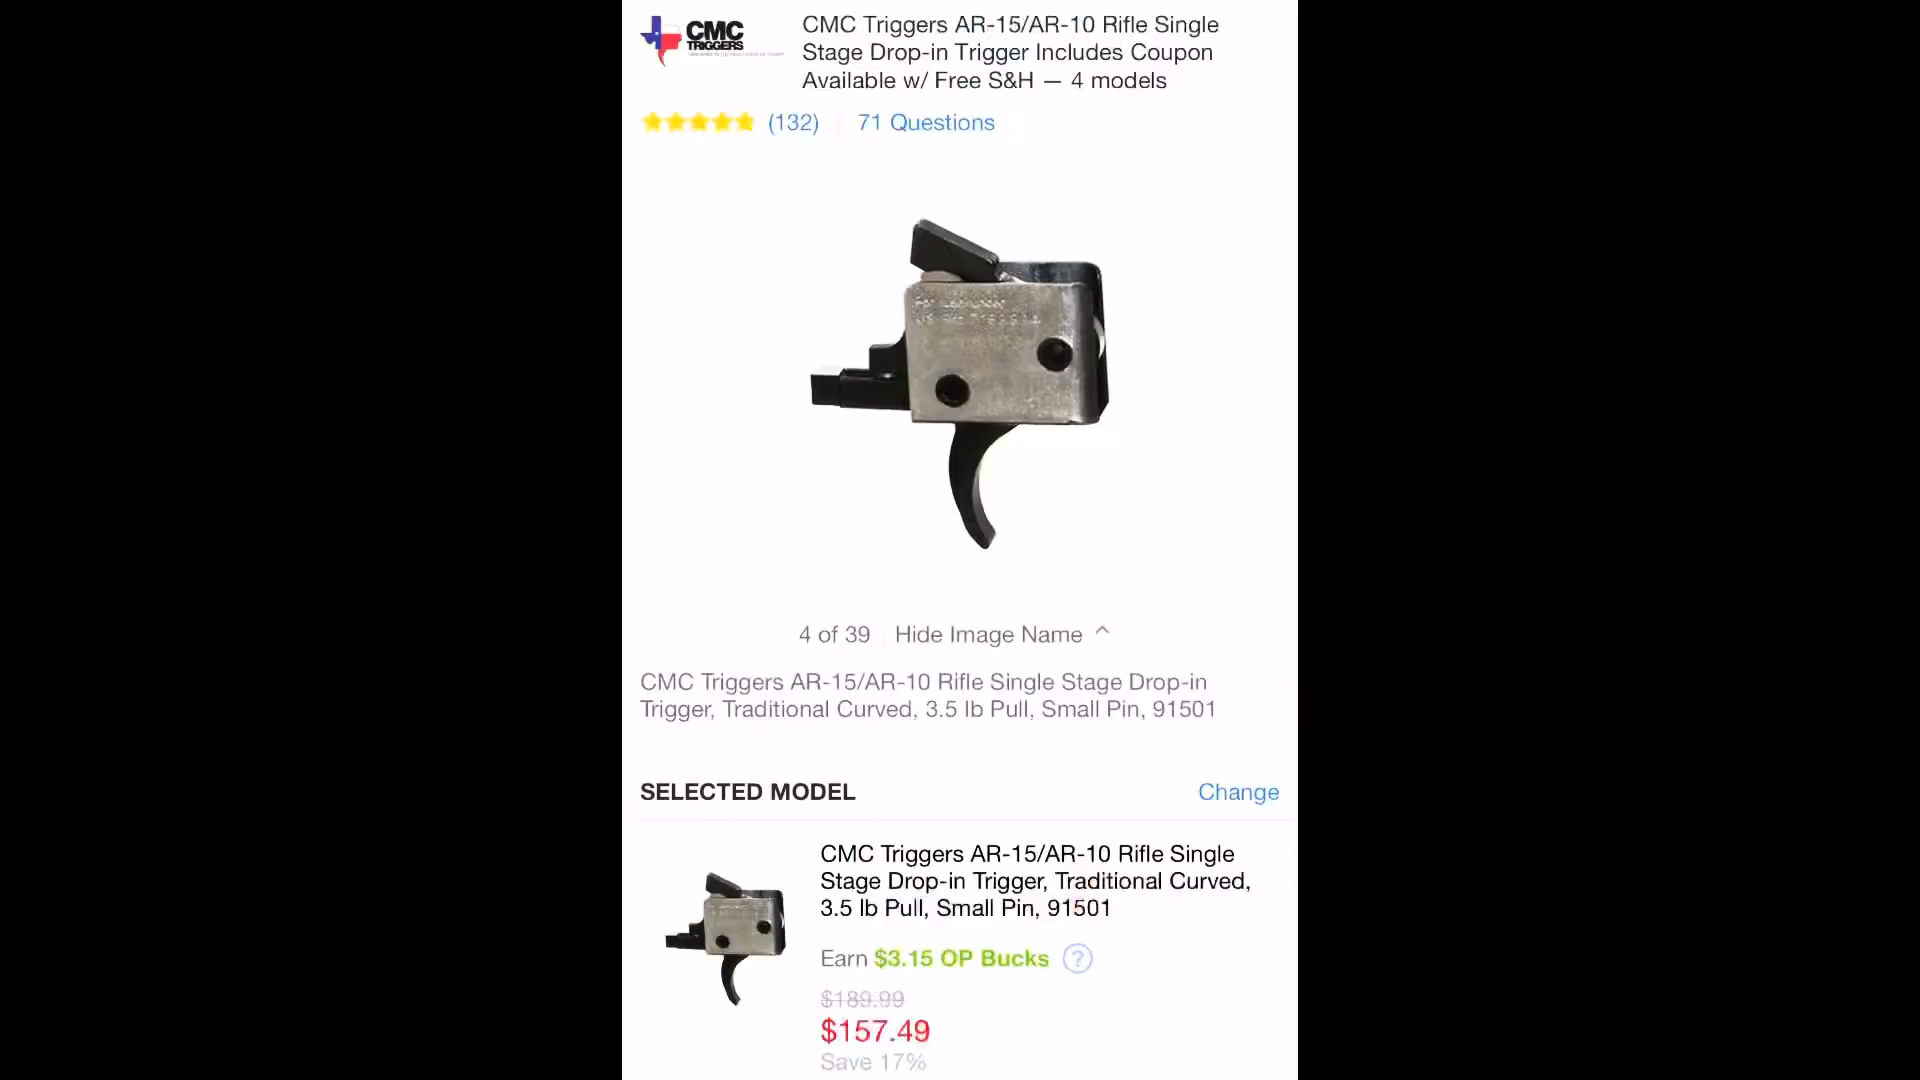 CMC
TRIGGERS
CMC Triggers AR-15/AR-10 Rifle Single
Stage Drop-in Trigger Includes Coupon
Available w/ Free S&H — 4 models
(132)
71 Questions
4 of 39
Hide Image Name
CMC Triggers AR-15/AR-10 Rifle Single Stage Drop-in
Trigger, Traditional Curved, 3.5 lb Pull, Small Pin, 91501
SELECTED MODEL
Change
CMC Triggers AR-15/AR-10 Rifle Single
Stage Drop-in Trigger, Traditional Curved,
3.5 lb Pull, Small Pin, 91501
Earn $3.15 OP Bucks ?
$189.99
$157.49
Save 17%